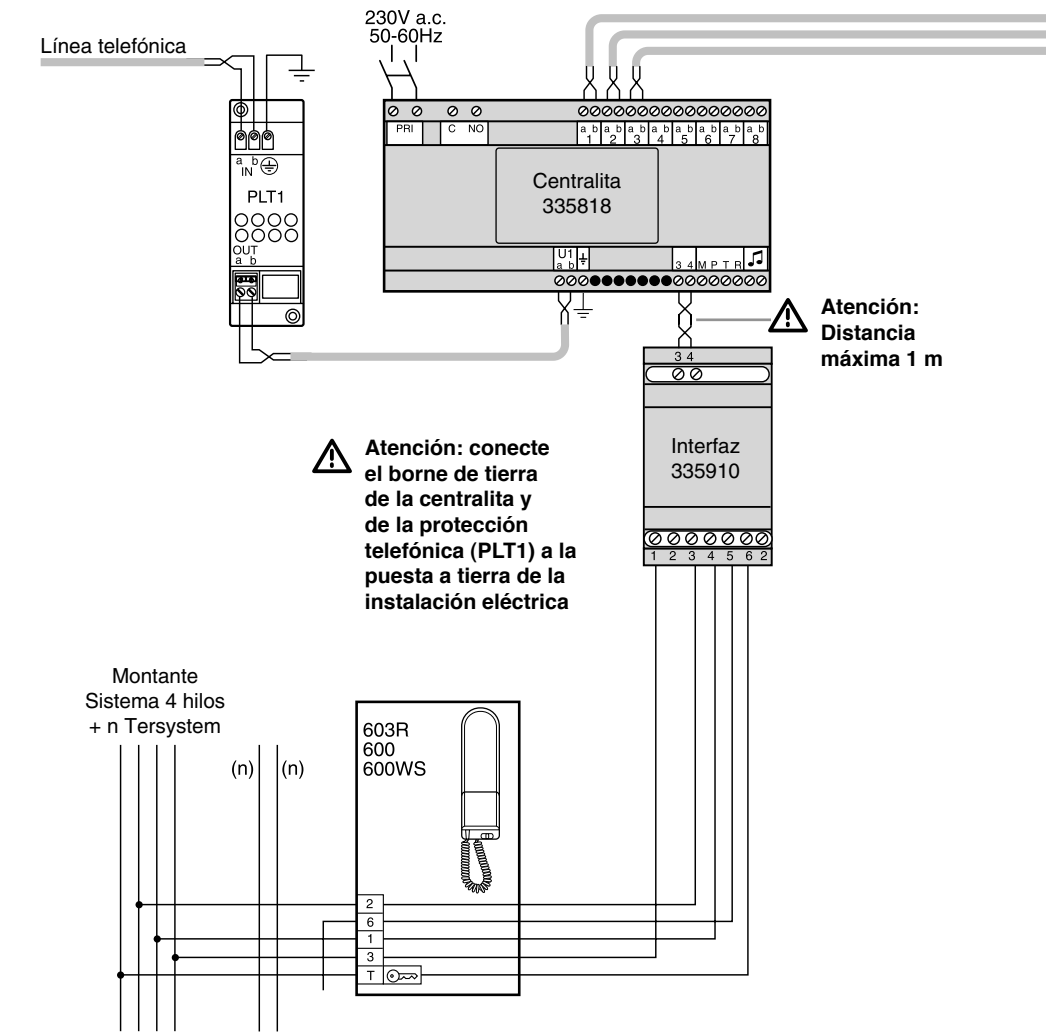 230V a.c.
50-60Hz
Línea telefónica
PRI
C NO
a b a b a b a b a b a b a b a b
1 2 3 4 5 6 7 8
a b
IN
PLT1
OUT
a b
Centralita
335818
U1
a b
3 4 M P T R
Atención:
Distancia
máxima 1 m
3 4
Interfaz
335910
1 2 3 4 5 6 2
Atención: conecte
el borne de tierra
de la centralita y
de la protección
telefónica (PLT1) a la
puesta a tierra de la
instalación eléctrica
Montante
Sistema 4 hilos
+ n Tersystem
(n) (n)
603R
600
600WS
2
6
1
3
T